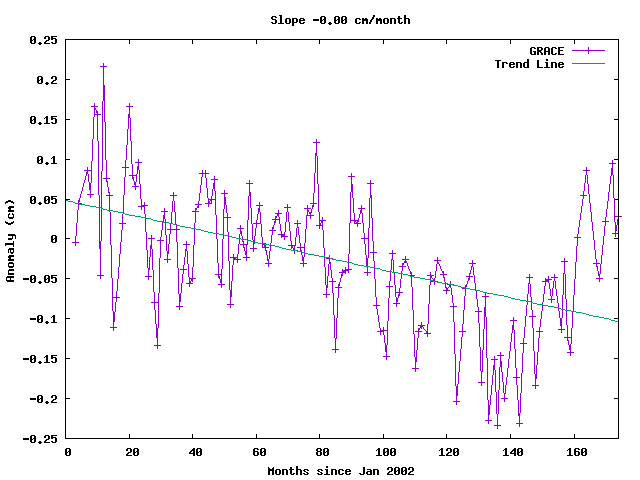 Slope -0.00 cm/month
GRACE
Trend Line
0.25
0.2
0.15
0.1
0.05
0
-0.05
-0.1
-0.15
-0.2
-0.25
Anomaly (cm)
0 20 40 60 80 100 120 140 160
Months since Jan 2002